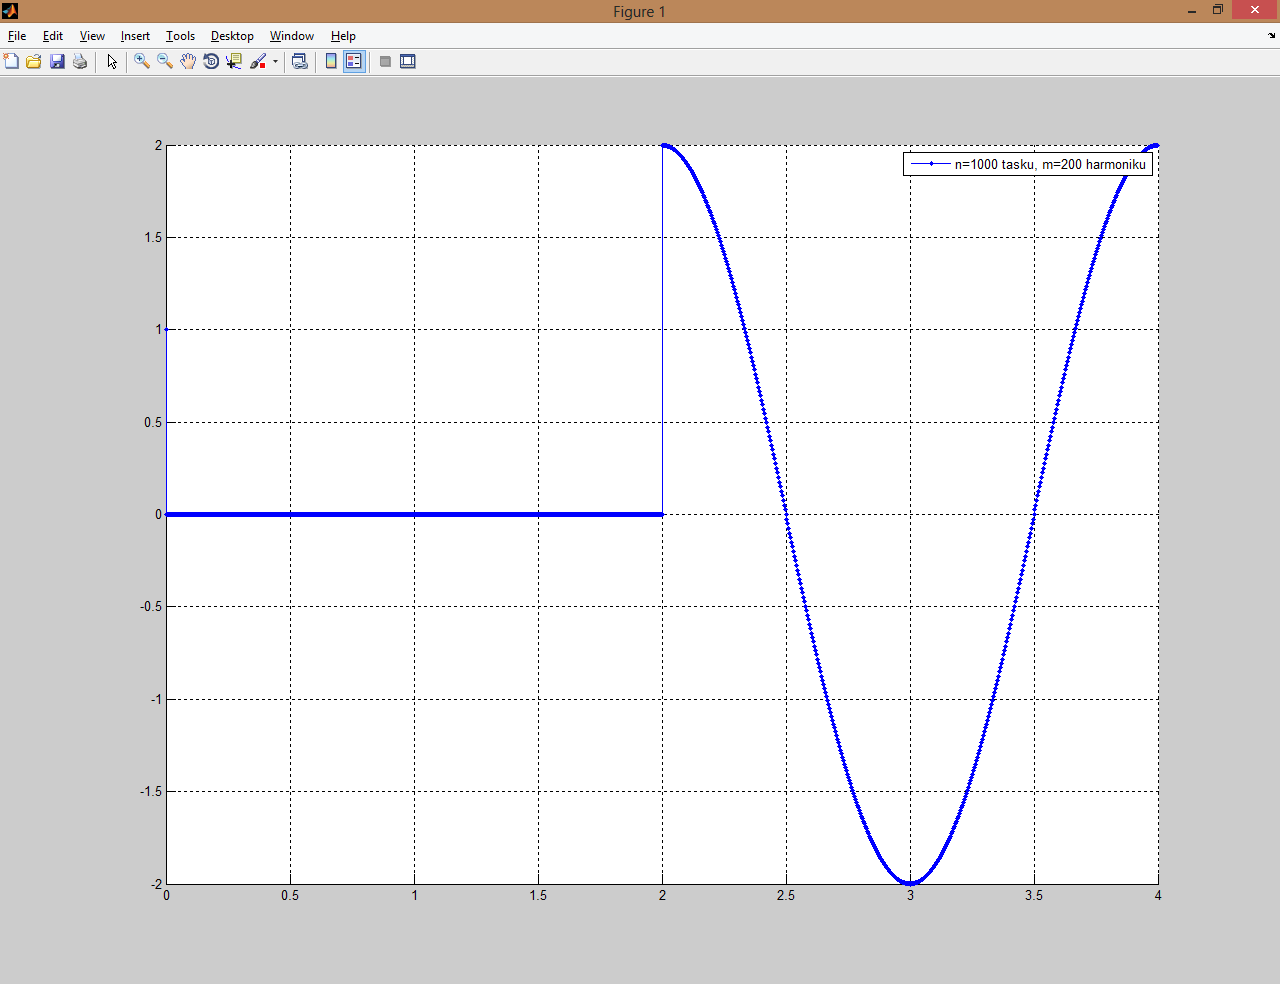 Figure 1
File Edit View Insert Tools Desktop Window Help
n=1000 tasku, m=200 harmoniku
2
1.5
1
0.5
0
-0.5
-1
-1.5
-2
0 0.5 1 1.5 2 2.5 3 3.5 4